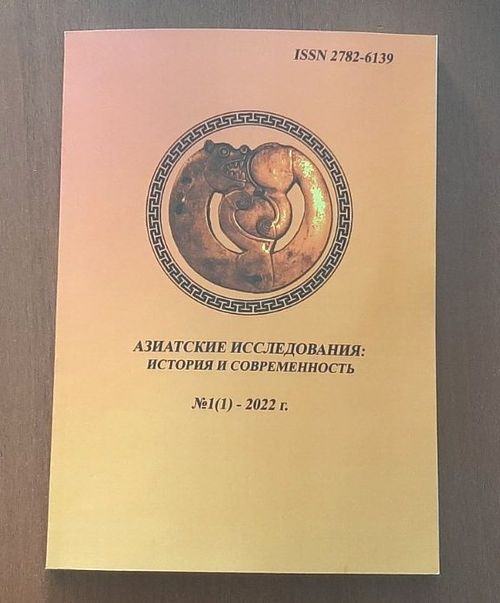 ISSN 2782-6139
АЗИАТСКИЕ ИССЛЕДОВАНИЯ:
ИСТОРИЯ И СОВРЕМЕННОСТЬ
№1(1) - 2022 г.